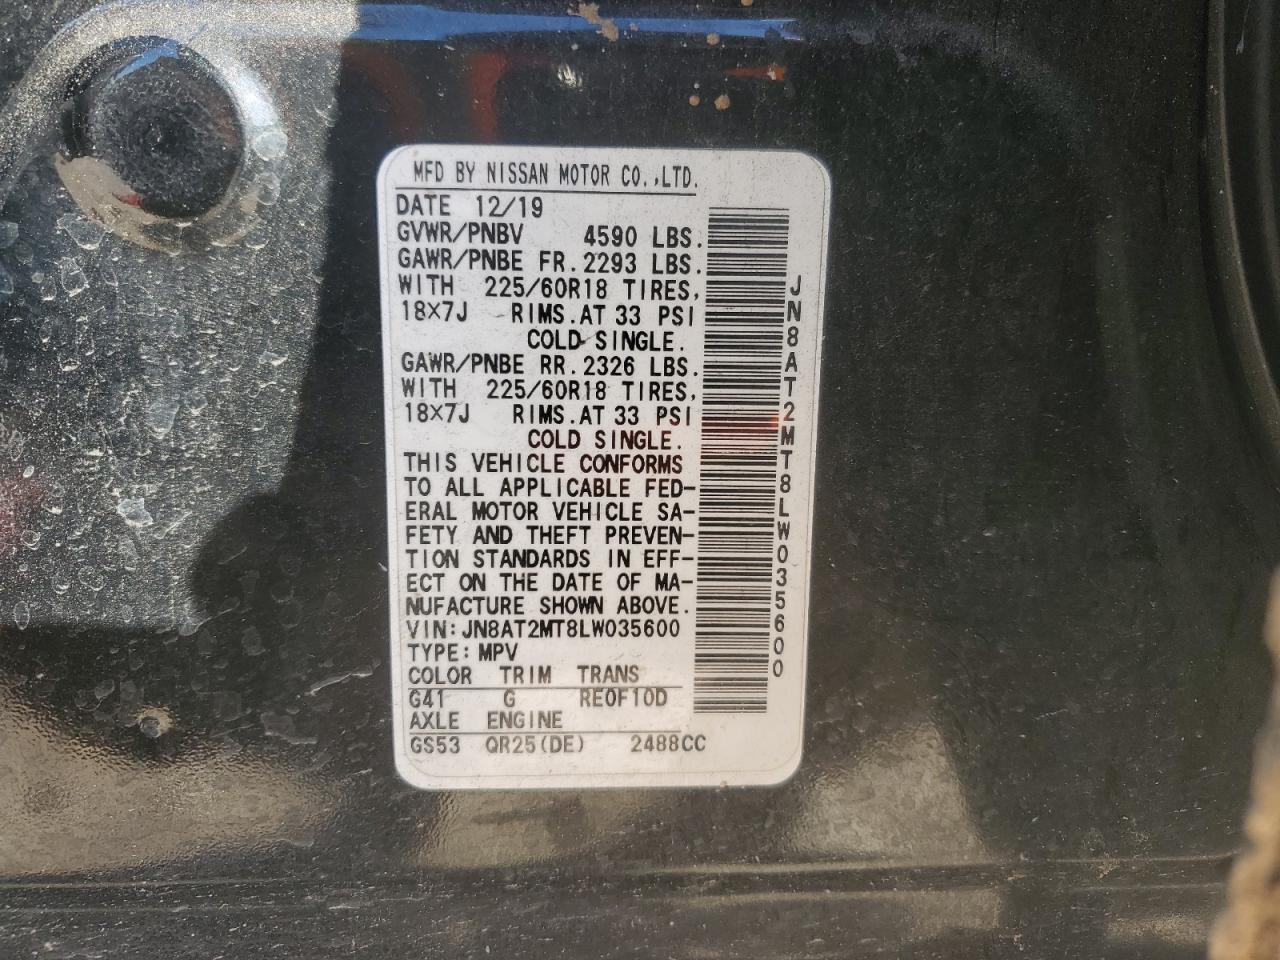 MFD BY NISSAN MOTOR CO.,LTD.
DATE 12/19
GVWR/PNBV 4590 LBS.
GAWR/PNBE FR. 2293 LBS.
WITH 225/60R18 TIRES,
18×7J RIMS. AT 33 PSI
COLD SINGLE.
GAWR/PNBE RR. 2326 LBS.
WITH 225/60R18 TIRES,
18×7J RIMS. AT 33 PSI
COLD SINGLE.
THIS VEHICLE CONFORMS
TO ALL APPLICABLE FED-
ERAL MOTOR VEHICLE SA-
FETY AND THEFT PREVEN-
TION STANDARDS IN EFF-
ECT ON THE DATE OF MA-
NUFACTURE SHOWN ABOVE.
VIN: JN8AT2MT8LW035600
TYPE: MPV
COLOR TRIM TRANS
G41 G RE0F10D
AXLE ENGINE
GS53 QR25(DE) 2488CC
JN8AT2MT8LW035600